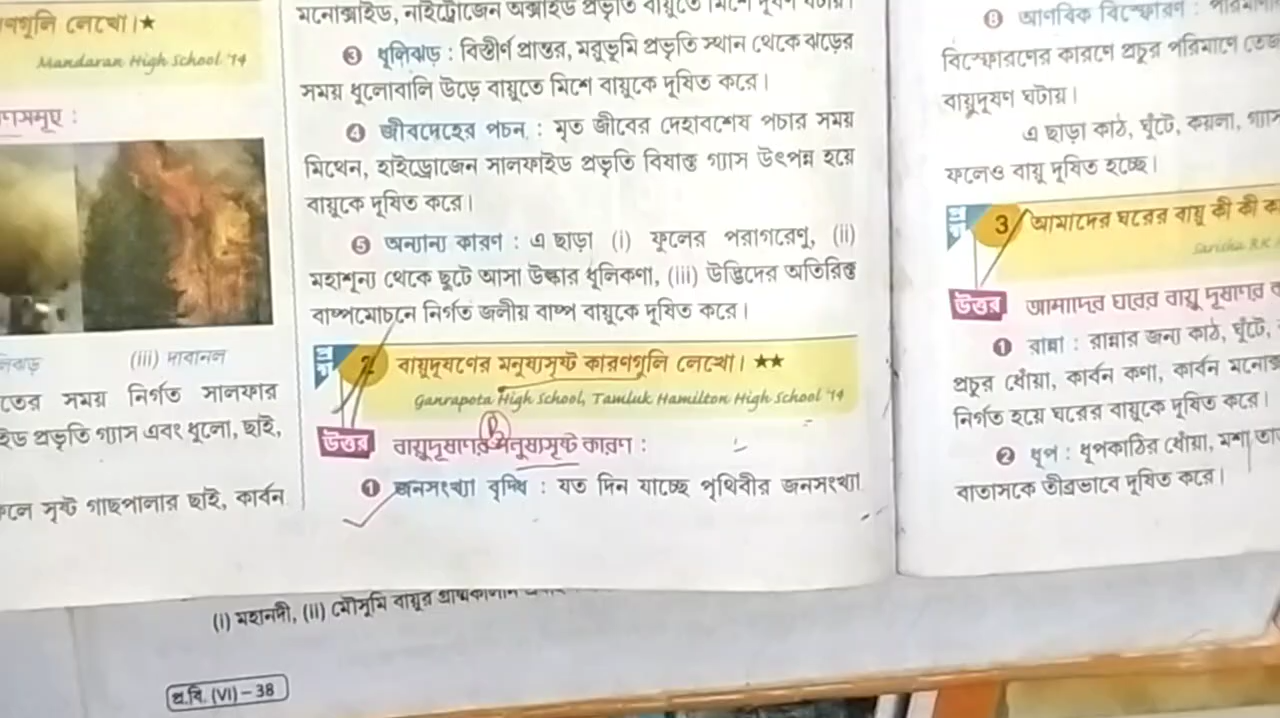 লেখো।★
Mandaran High School '14
ণসমূহ :
(iii) দাবানল
সময় নির্গত সালফার
প্রভৃতি গ্যাস এবং ধুলো, ছাই,
সৃষ্ট গাছপালার ছাই, কার্বন
মনোক্সাইড, নাইট্রোজেন অক্সাইড প্রভৃতি বায়ুতে মিশে দূষণ ঘটায়।
❸ ধূলিঝড় : বিস্তীর্ণ প্রান্তর, মরুভূমি প্রভৃতি স্থান থেকে ঝড়ের
সময় ধুলোবালি উড়ে বায়ুতে মিশে বায়ুকে দূষিত করে।
❹ জীবদেহের পচন : মৃত জীবের দেহাবশেষ পচার সময়
মিথেন, হাইড্রোজেন সালফাইড প্রভৃতি বিষাক্ত গ্যাস উৎপন্ন হয়ে
বায়ুকে দূষিত করে।
❺ অন্যান্য কারণ : এ ছাড়া (i) ফুলের পরাগরেণু, (ii)
মহাশূন্য থেকে ছুটে আসা উল্কার ধূলিকণা, (iii) উদ্ভিদের অতিরিক্ত
বাষ্পমোচনে নির্গত জলীয় বাষ্প বায়ুকে দূষিত করে।
প্রশ্ন 2 বায়ুদূষণের মনুষ্যসৃষ্ট কারণগুলি লেখো। ★★
Ganrapota High School, Tamluk Hamilton High School '14
উত্তর বায়ুদূষণের মনুষ্যসৃষ্ট কারণ :
❶ জনসংখ্যা বৃদ্ধি : যত দিন যাচ্ছে পৃথিবীর জনসংখ্যা
❽ আণবিক বিস্ফোরণ :
বিস্ফোরণের কারণে প্রচুর পরিমাণে
বায়ুদূষণ ঘটায়।
এ ছাড়া কাঠ, ঘুঁটে, কয়লা,
ফলেও বায়ু দূষিত হচ্ছে।
প্রশ্ন 3 আমাদের ঘরের বায়ু কী কী
Sarisha R.K.
উত্তর আমাদের ঘরের বায়ু দূষণের
❶ রান্না : রান্নার জন্য কাঠ, ঘুঁটে,
প্রচুর ধোঁয়া, কার্বন কণা, কার্বন
নির্গত হয়ে ঘরের বায়ুকে দূষিত করে।
❷ ধূপ : ধূপকাঠির ধোঁয়া, মশা
বাতাসকে তীব্রভাবে দূষিত করে।
(i) মহানদী, (ii) মৌসুমি বায়ুর
প্র.বি. (VI) – 38